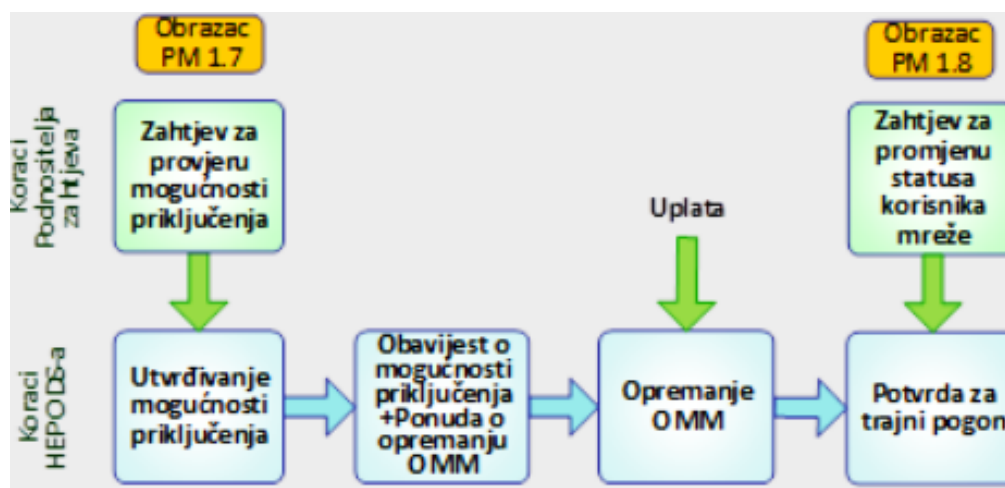 Obrazac
PM 1.7
Obrazac
PM 1.8
Koraci
Podnositelja
zahtjeva
Zahtjev za
provjeru
mogućnosti
priključenja
Uplata
Zahtjev za
promjenu
statusa
korisnika
mreže
Koraci
HEP ODS-a
Utvrđivanje
mogućnosti
priključenja
Obavijest o
mogućnosti
priključenja
+Ponuda o
opremanju
OMM
Opremanje
OMM
Potvrda za
trajni pogon